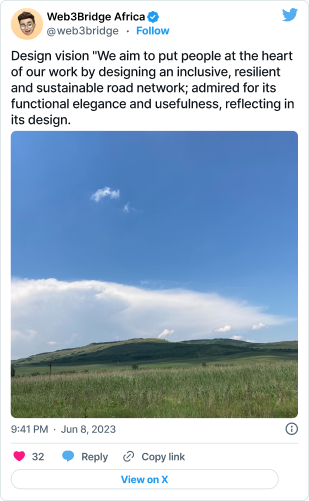 Web3Bridge Africa
@web3bridge · Follow
Design vision "We aim to put people at the heart
of our work by designing an inclusive, resilient
and sustainable road network; admired for its
functional elegance and usefulness, reflecting in
its design.
9:41 PM · Jun 8, 2023
32 Reply Copy link
View on X